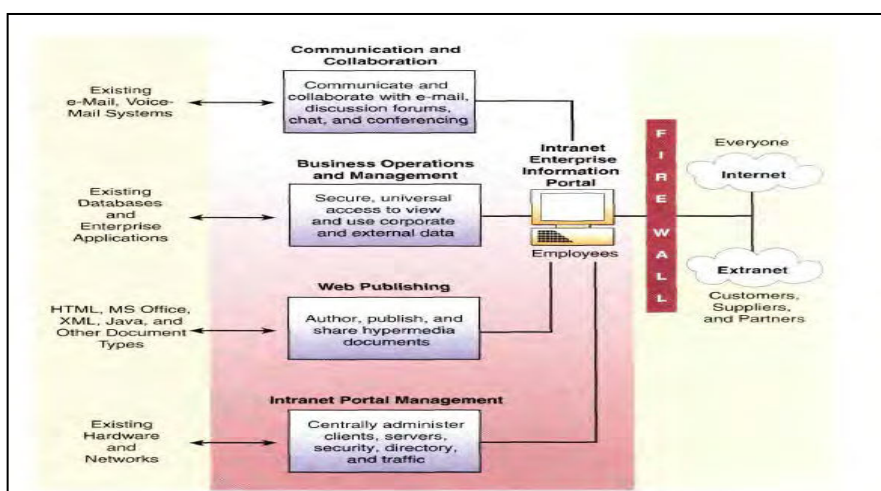 Communication and
Collaboration
Existing
e-Mail, Voice-
Mail Systems
Communicate and
collaborate with e-mail,
discussion forums,
chat, and conferencing
Business Operations
and Management
Existing
Databases
and
Enterprise
Applications
Secure, universal
access to view
and use corporate
and external data
Intranet
Enterprise
Information
Portal
Employees
FIRE WALL
Everyone
Internet
Extranet
Customers,
Suppliers,
and Partners
Web Publishing
HTML, MS Office,
XML, Java, and
Other Document
Types
Author, publish, and
share hypermedia
documents
Intranet Portal Management
Existing
Hardware
and
Networks
Centrally administer
clients, servers,
security, directory,
and traffic